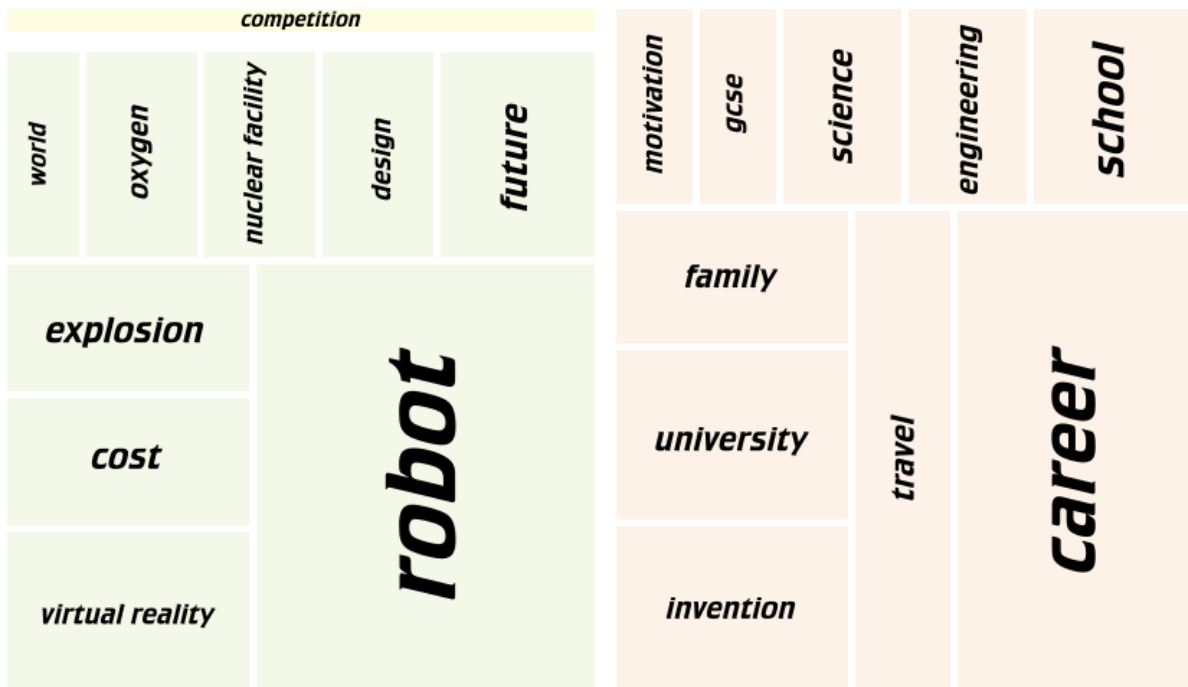 competition
world
oxygen
nuclear facility
design
future
explosion
cost
virtual reality
robot
motivation
gcse
science
engineering
school
family
university
invention
travel
career